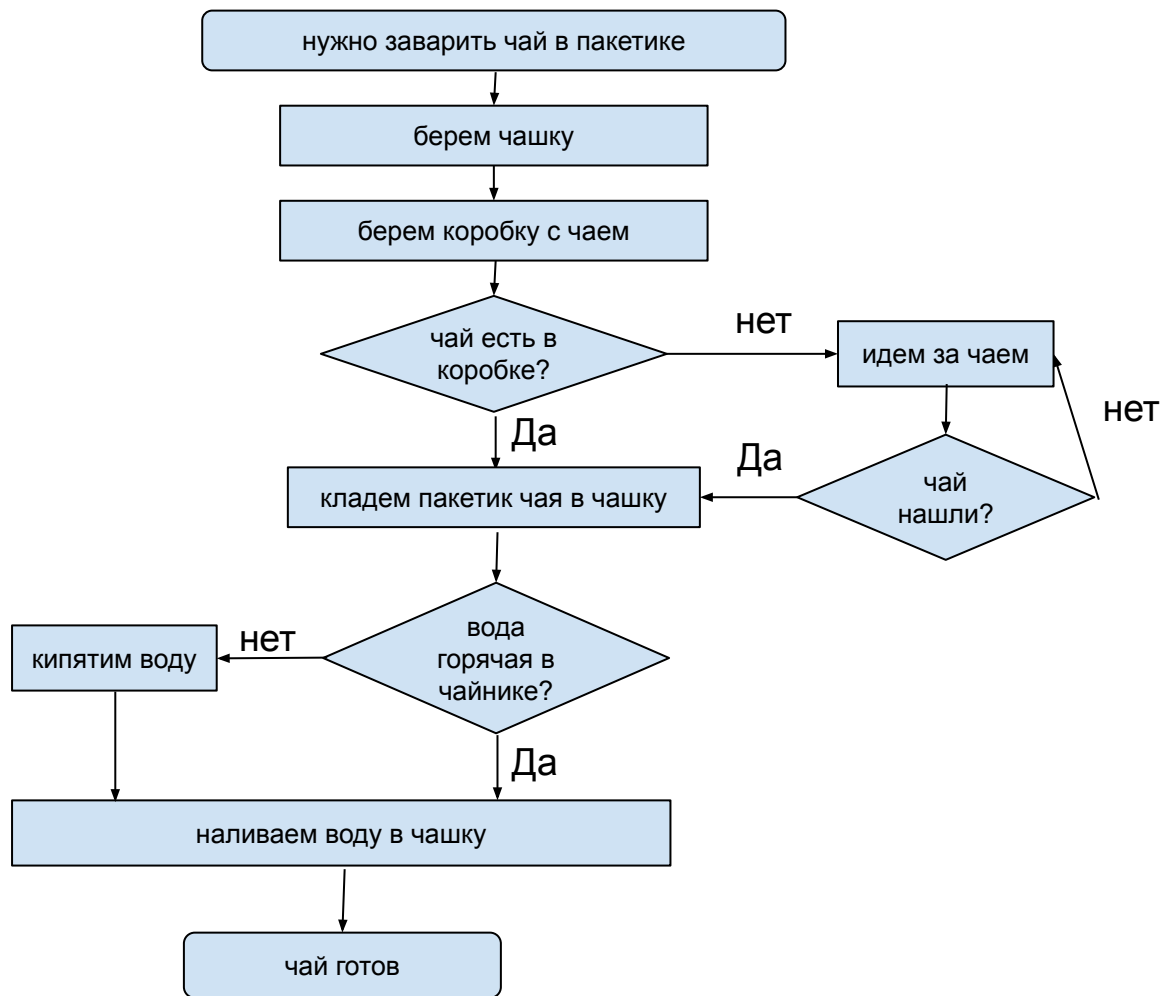 нужно заварить чай в пакетике
берем чашку
берем коробку с чаем
чай есть в
коробке?
нет
идем за чаем
нет
Да
Да
чай
нашли?
кладем пакетик чая в чашку
вода
горячая в
чайнике?
нет
кипятим воду
Да
наливаем воду в чашку
чай готов